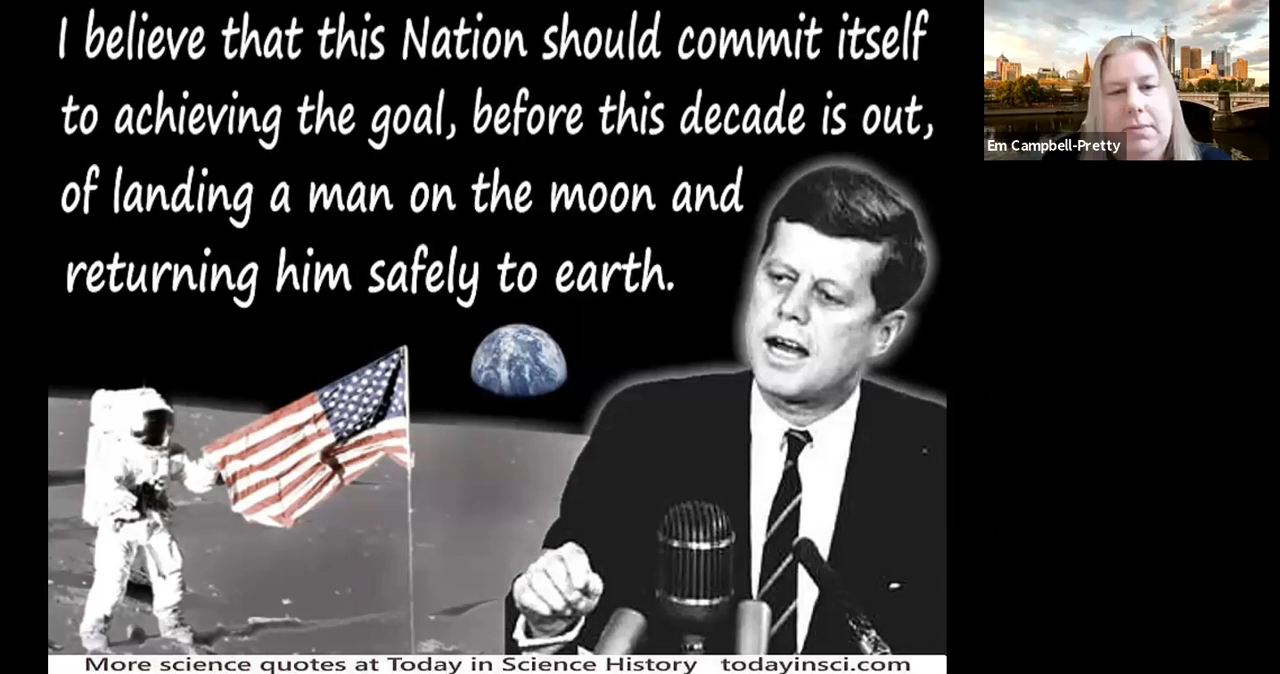 I believe that this Nation should commit itself
to achieving the goal, before this decade is out,
of landing a man on the moon and
returning him safely to earth.
More science quotes at Today in Science History todayinsci.com
Em Campbell-Pretty